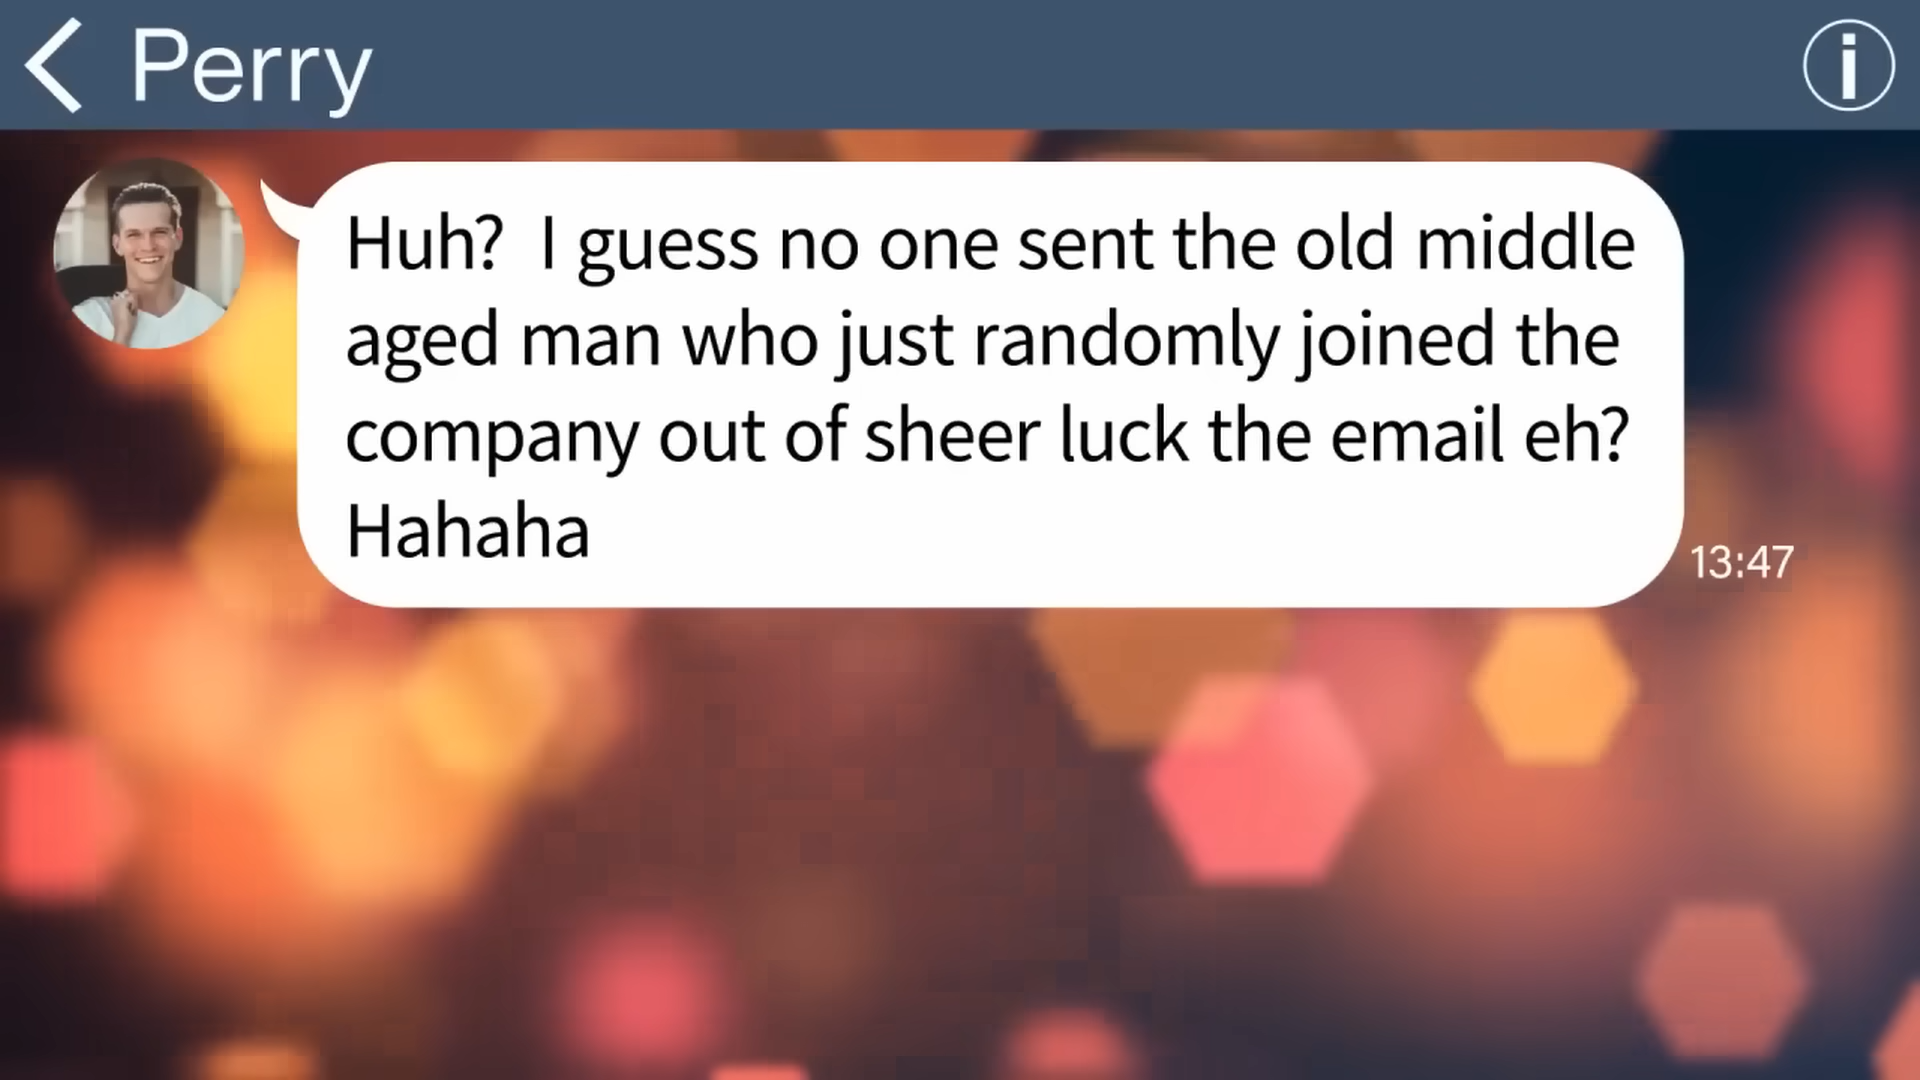 Perry
Huh?  I guess no one sent the old middle
aged man who just randomly joined the
company out of sheer luck the email eh?
Hahaha
13:47